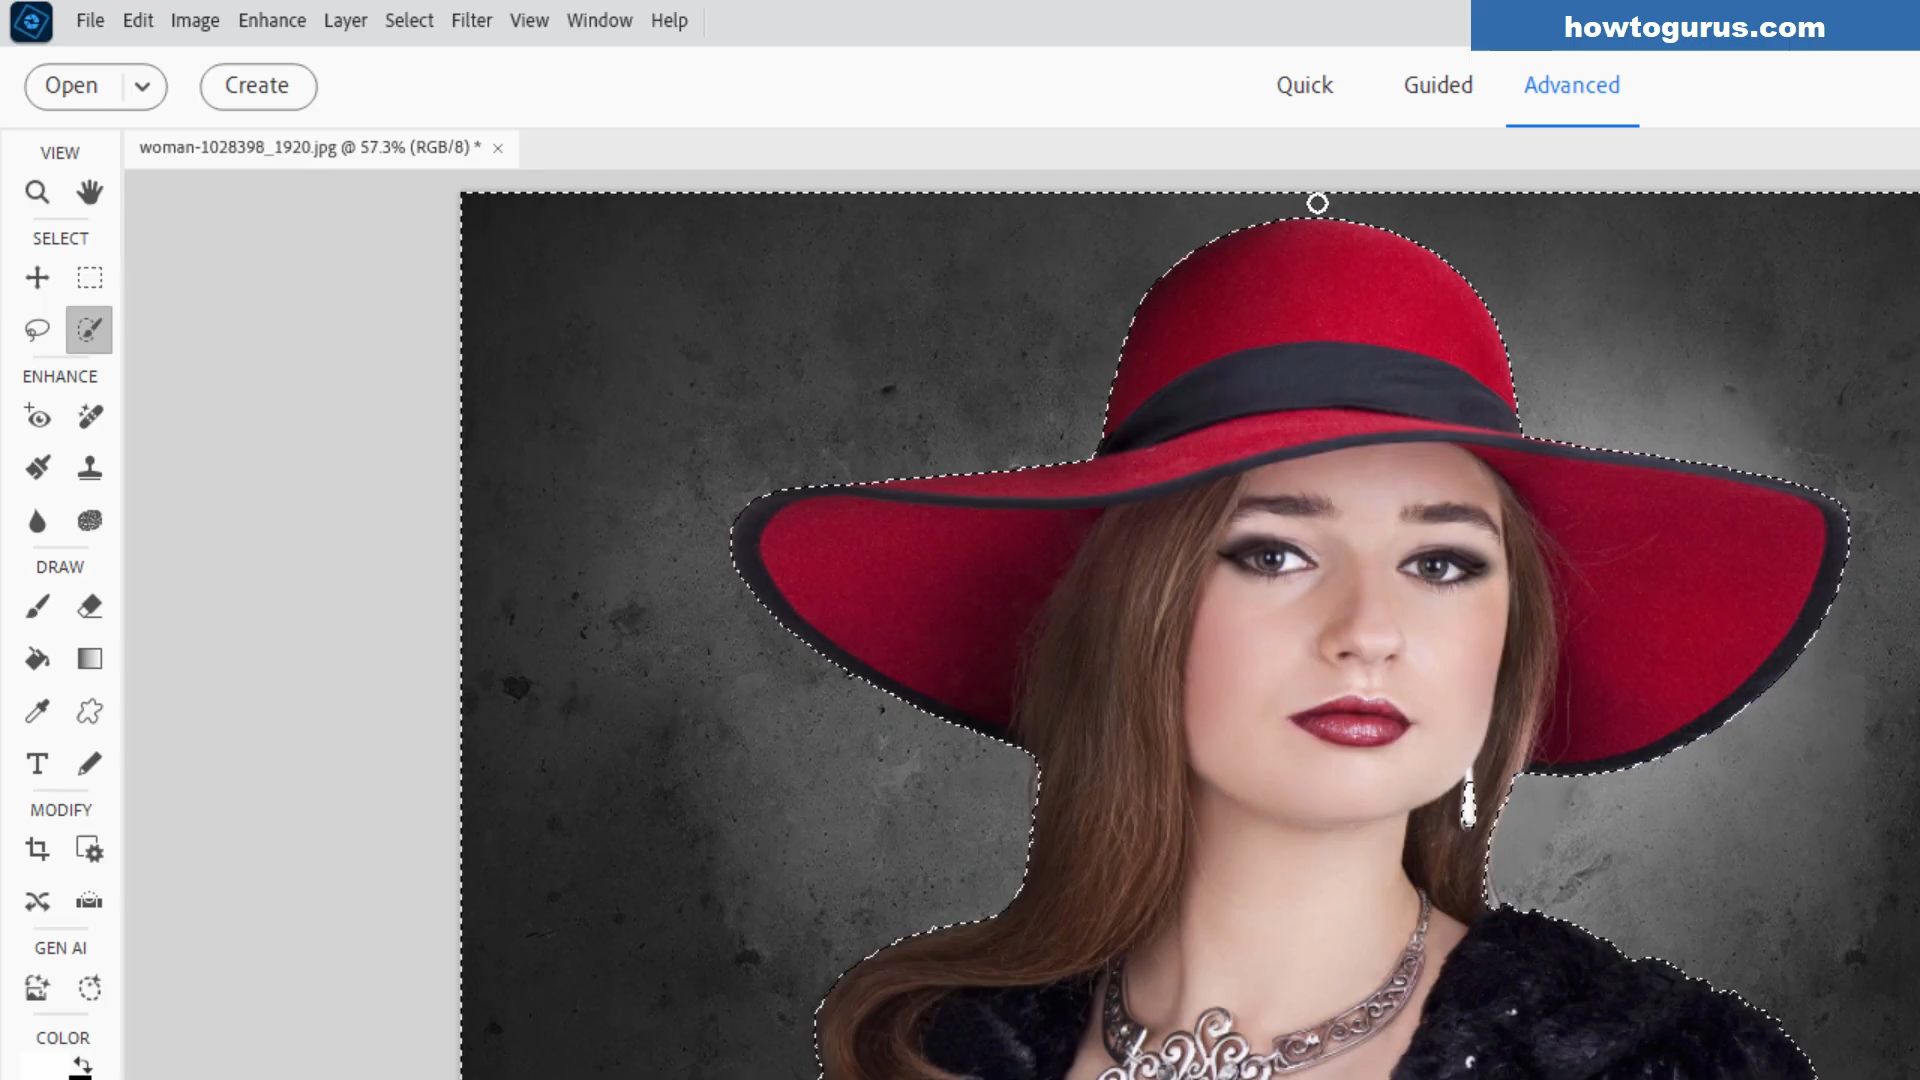 File Edit Image Enhance Layer Select Filter View Window Help
howtogurus.com
Open Create Quick Guided Advanced
woman-1028398_1920.jpg @ 57.3% (RGB/8) *
VIEW
SELECT
ENHANCE
DRAW
MODIFY
GEN AI
COLOR